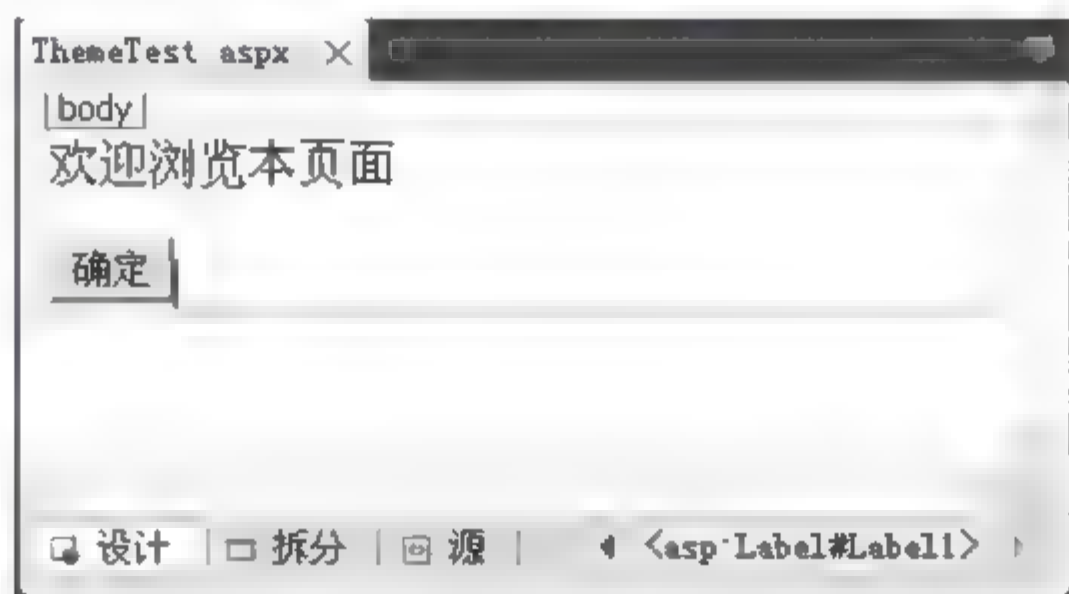 ThemeTest aspx ×
body
欢迎浏览本页面
确定
设计 拆分 源 <asp:Label#Label1>